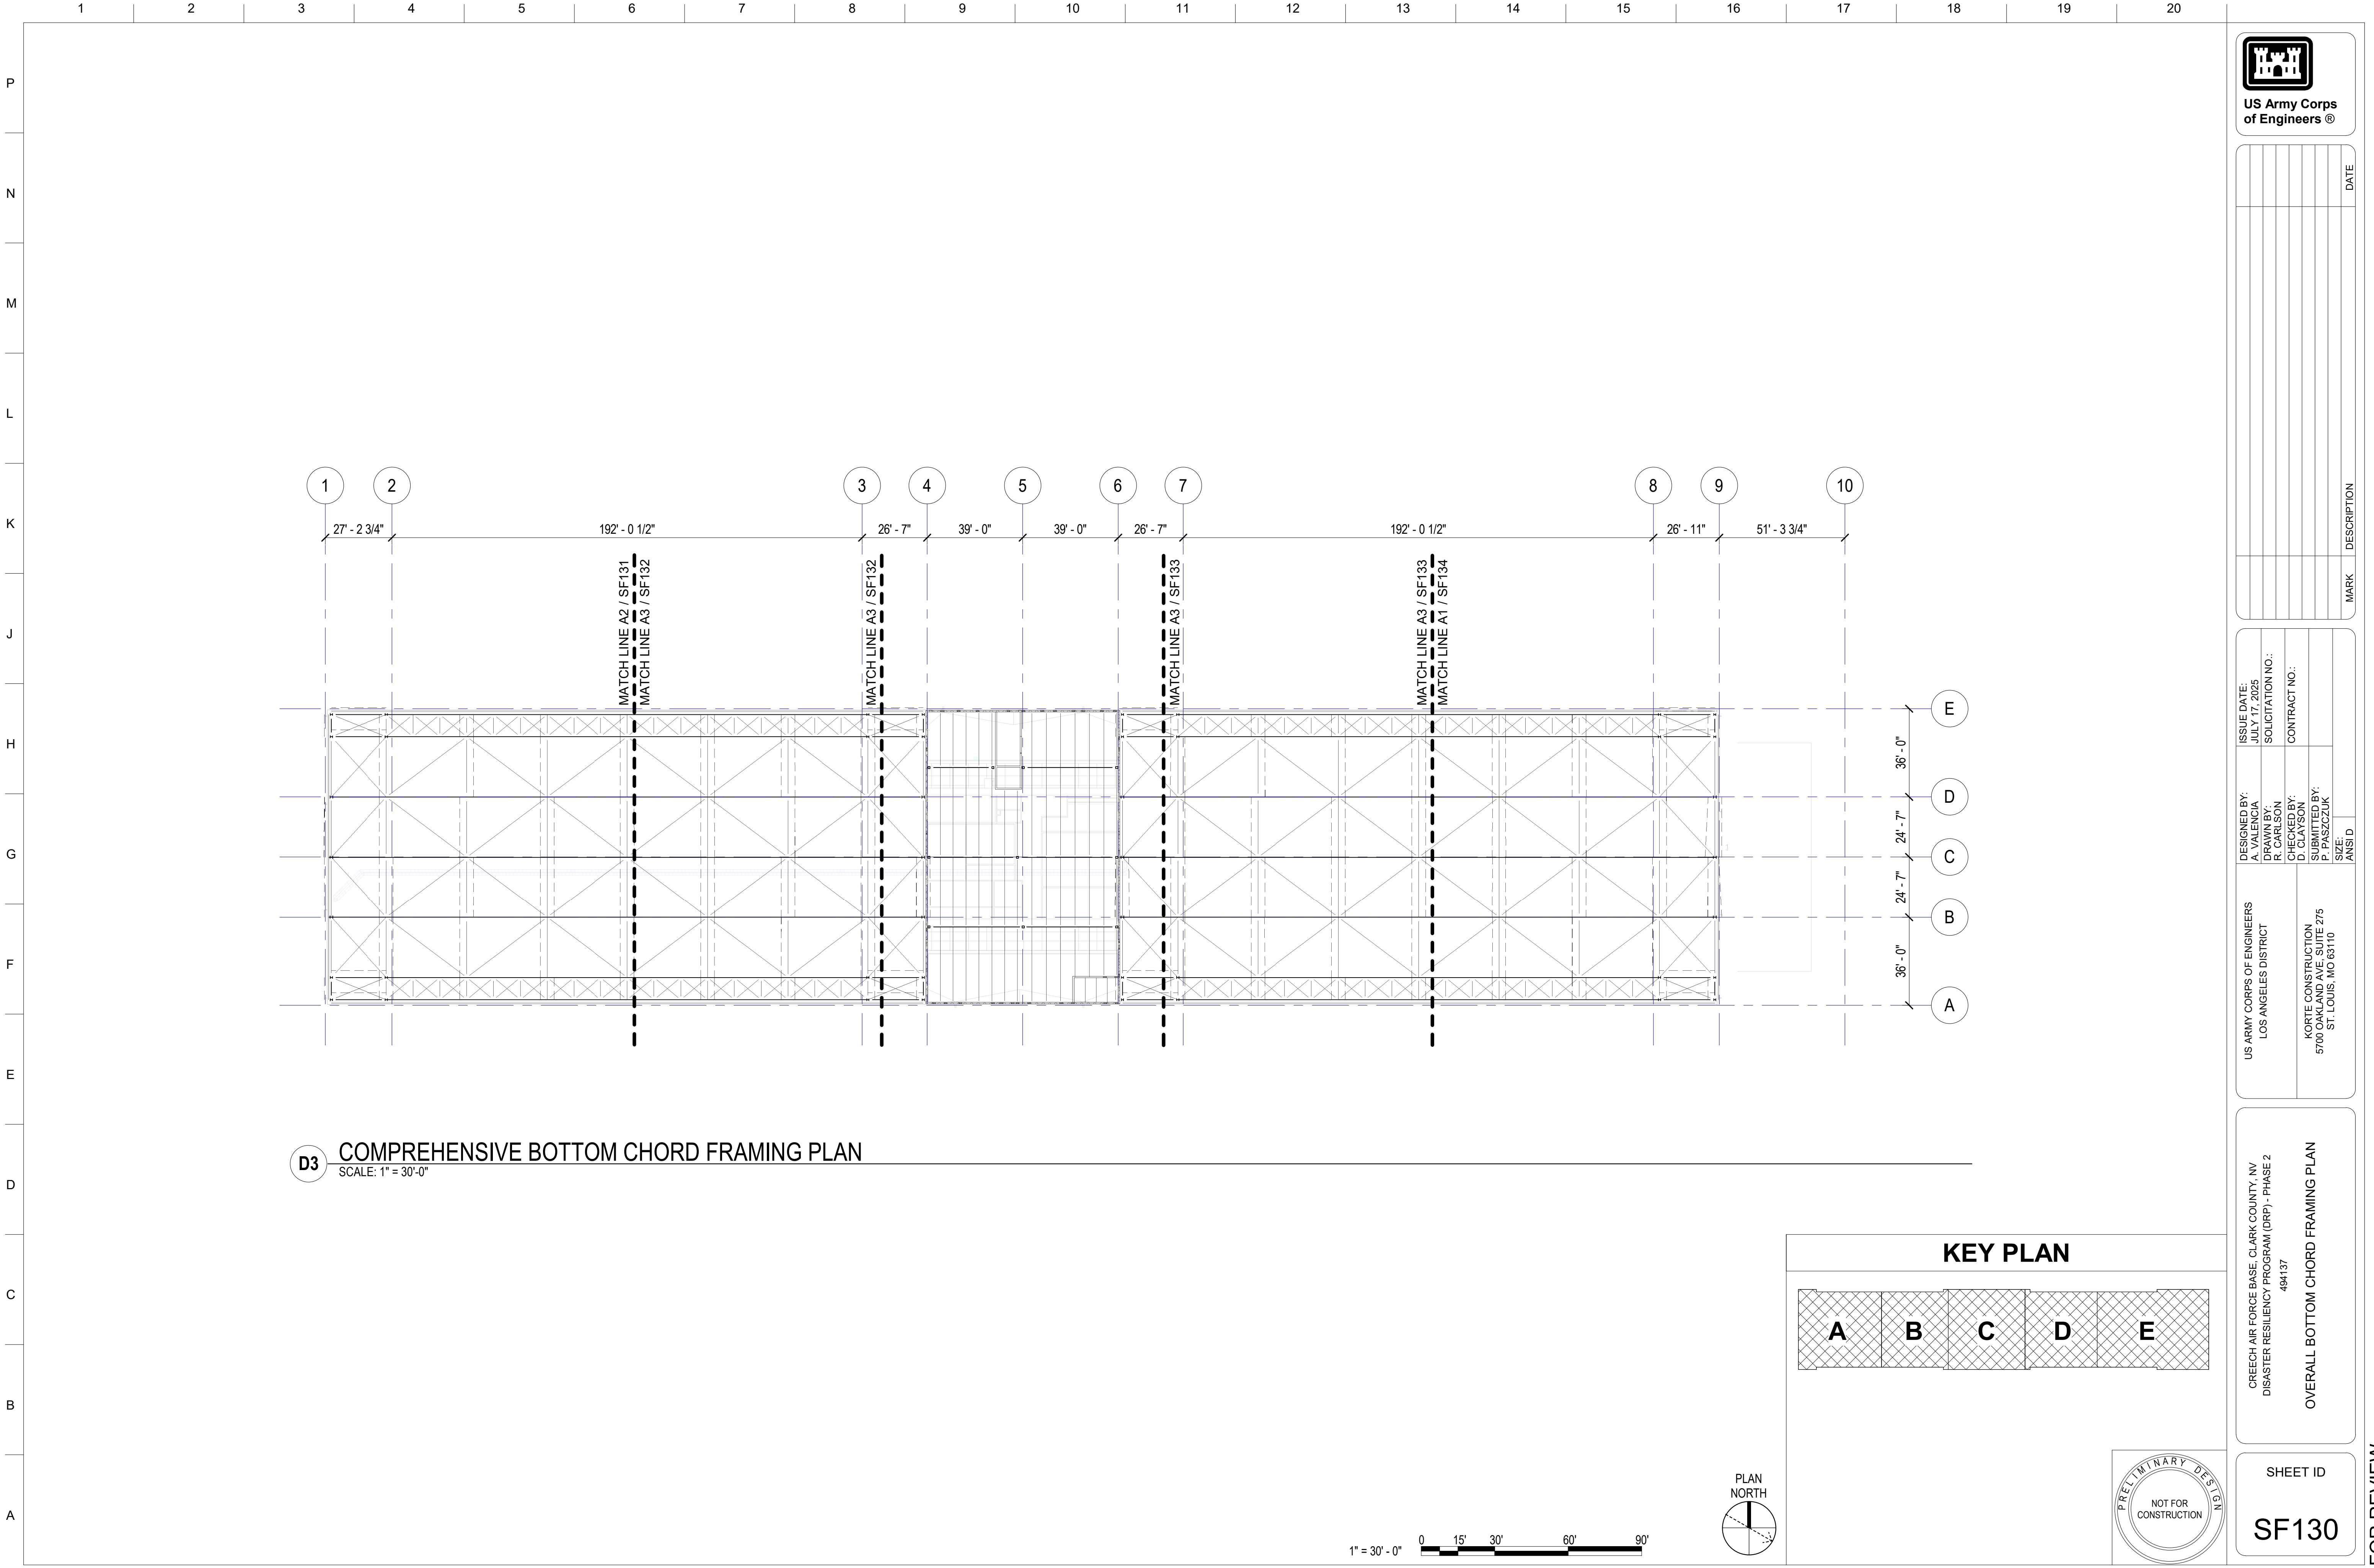 1 2 3 4 5 6 7 8 9 10 11 12 13 14 15 16 17 18 19 20
P
N
M
L
K
J
H
G
F
E
D
C
B
A
1 2 3 4 5 6 7 8 9 10
27' - 2 3/4" 192' - 0 1/2" 26' - 7" 39' - 0" 39' - 0" 26' - 7" 192' - 0 1/2" 26' - 11" 51' - 3 3/4"
MATCH LINE A2 / SF131
MATCH LINE A3 / SF132
MATCH LINE A3 / SF132
MATCH LINE A3 / SF133
MATCH LINE A3 / SF133
MATCH LINE A1 / SF134
E
36' - 0"
D
24' - 7"
C
24' - 7"
B
36' - 0"
A
D3
COMPREHENSIVE BOTTOM CHORD FRAMING PLAN
SCALE: 1" = 30'-0"
KEY PLAN
A B C D E
PLAN
NORTH
1" = 30' - 0"
0 15' 30' 60' 90'
PRELIMINARY DESIGN
NOT FOR
CONSTRUCTION
US Army Corps
of Engineers ®
DATE
DESCRIPTION
MARK
ISSUE DATE:
JULY 17, 2025
SOLICITATION NO.:
CONTRACT NO.:
DESIGNED BY:
A. VALENCIA
DRAWN BY:
R. CARLSON
CHECKED BY:
D. CLAYSON
SUBMITTED BY:
P. PASZCZUK
SIZE:
ANSI D
US ARMY CORPS OF ENGINEERS
LOS ANGELES DISTRICT
KORTE CONSTRUCTION
5700 OAKLAND AVE, SUITE 275
ST. LOUIS, MO 63110
CREECH AIR FORCE BASE, CLARK COUNTY, NV
DISASTER RESILIENCY PROGRAM (DRP) - PHASE 2
494137
OVERALL BOTTOM CHORD FRAMING PLAN
SHEET ID
SF130